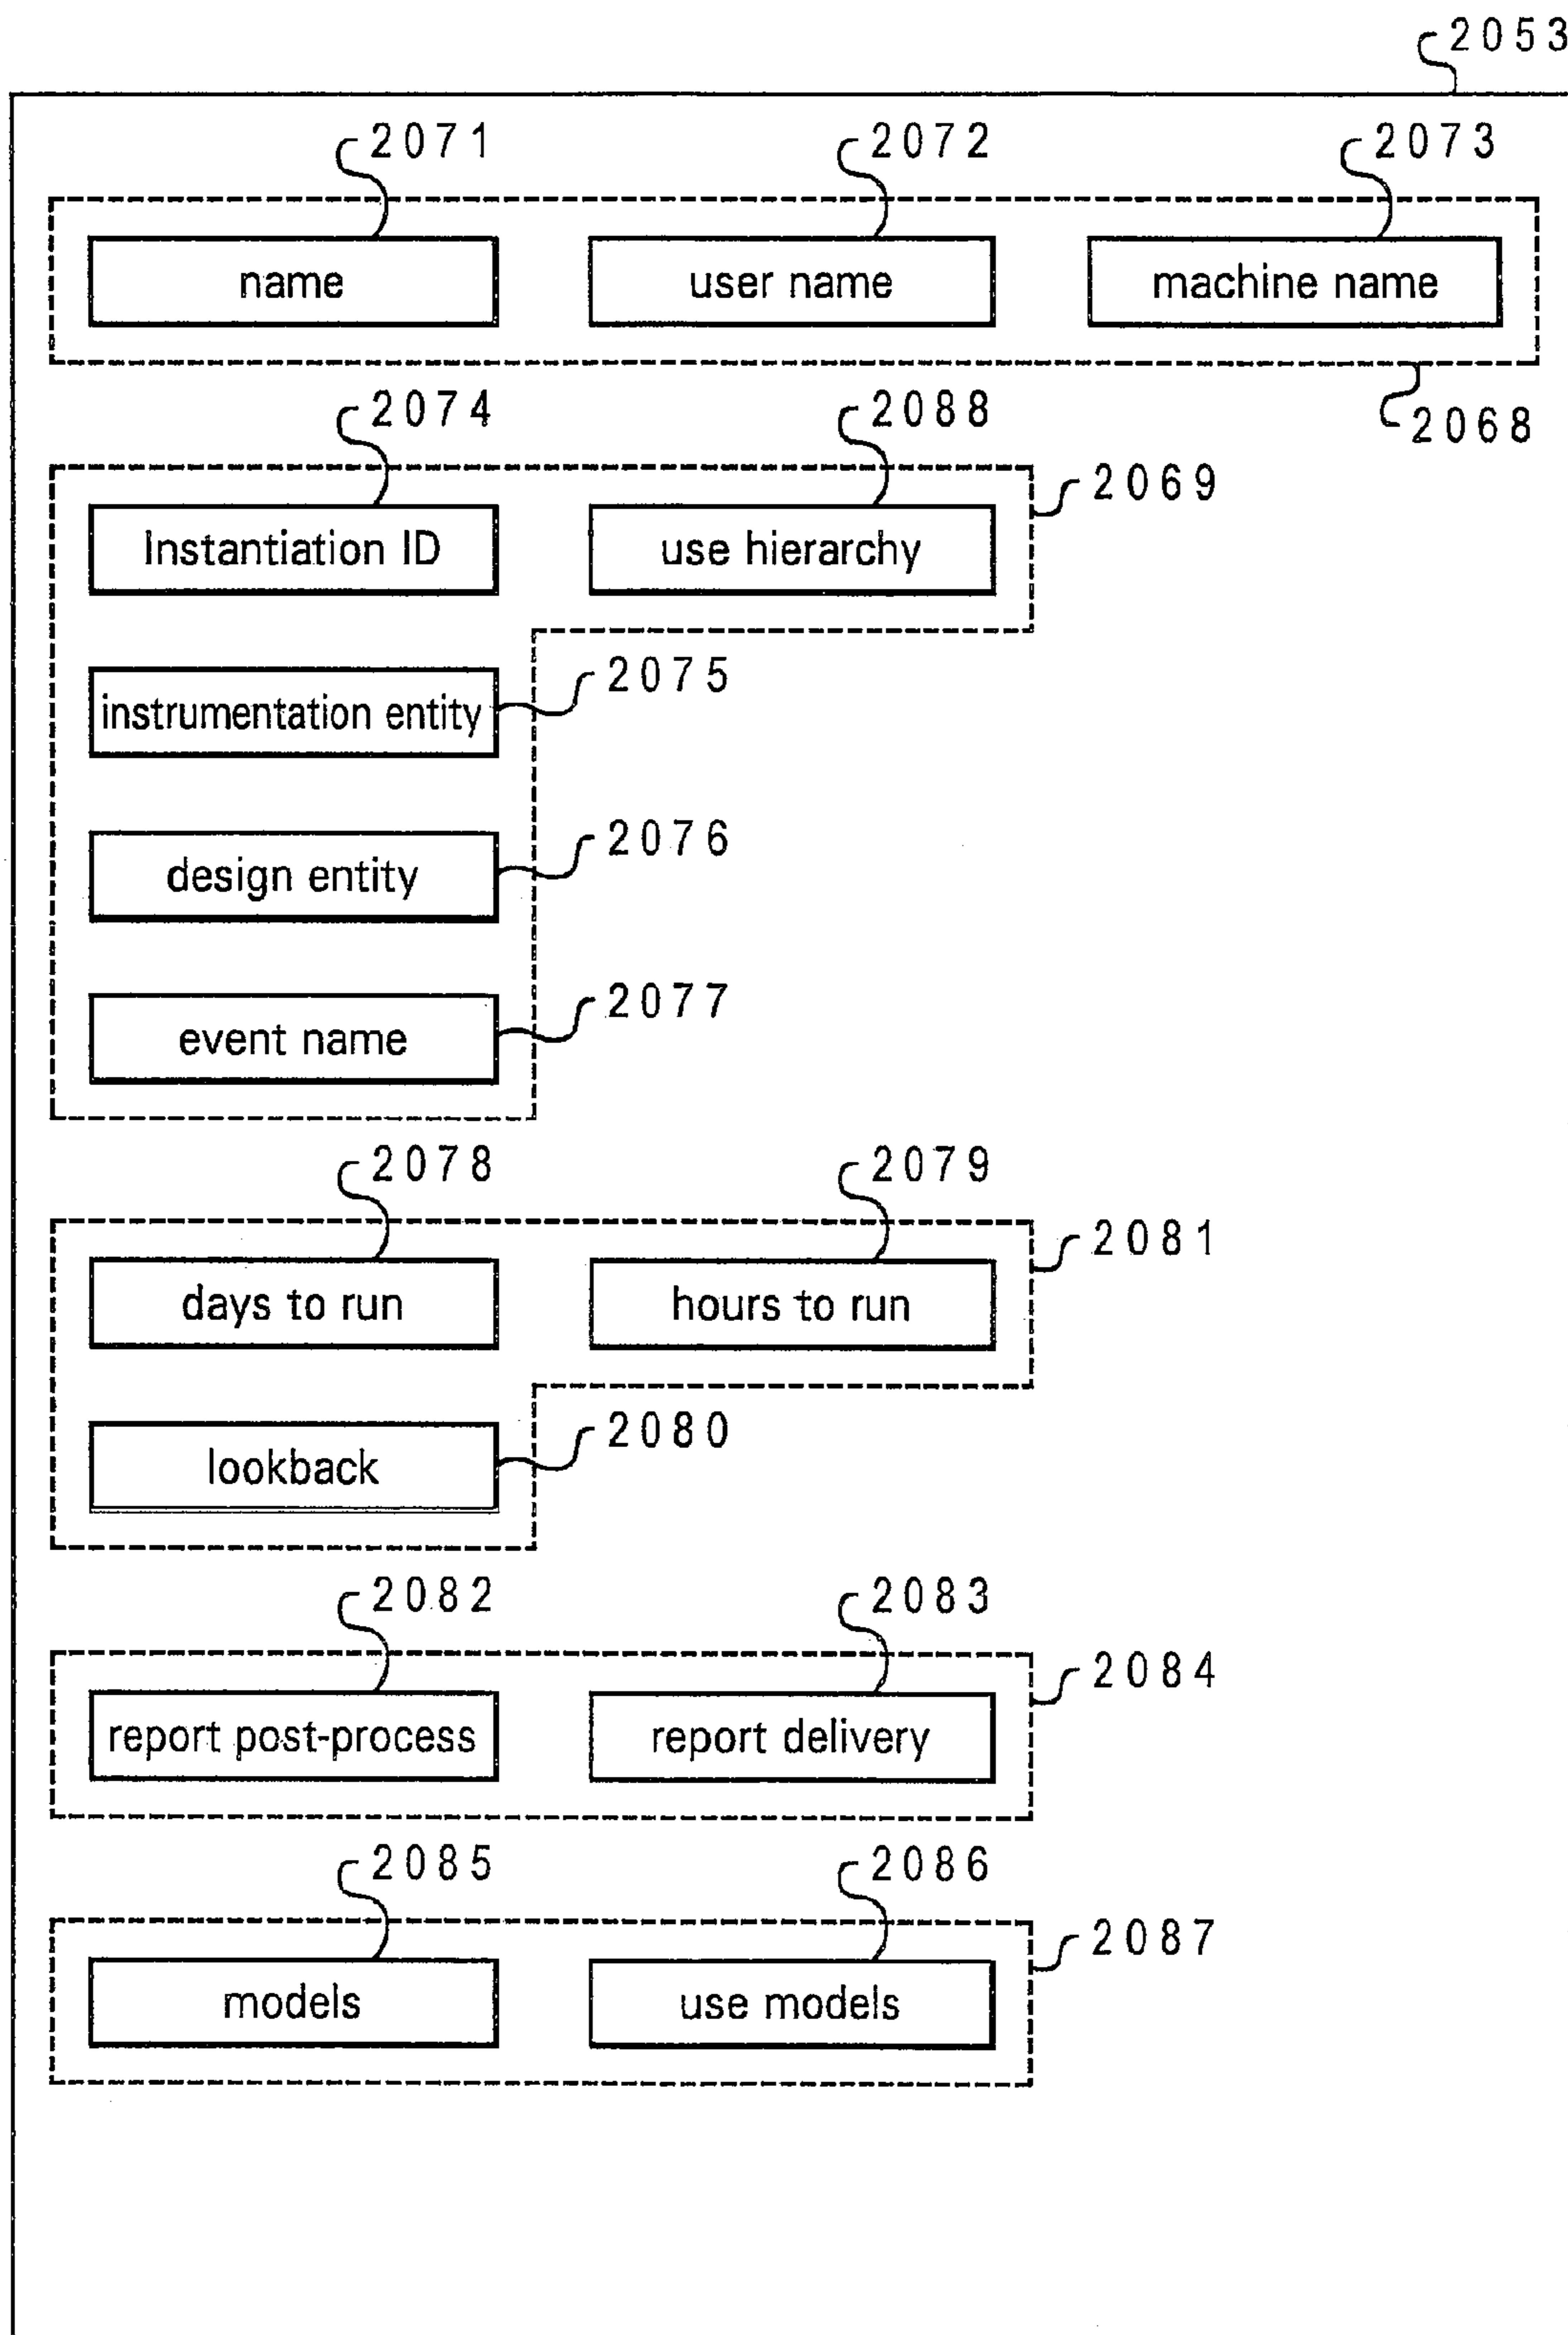 2053
2071 2072 2073
name user name machine name
2068
2074 2088
2069
Instantiation ID use hierarchy
2075
instrumentation entity
2076
design entity
2077
event name
2078 2079
2081
days to run hours to run
2080
lookback
2082 2083
2084
report post-process report delivery
2085 2086
2087
models use models